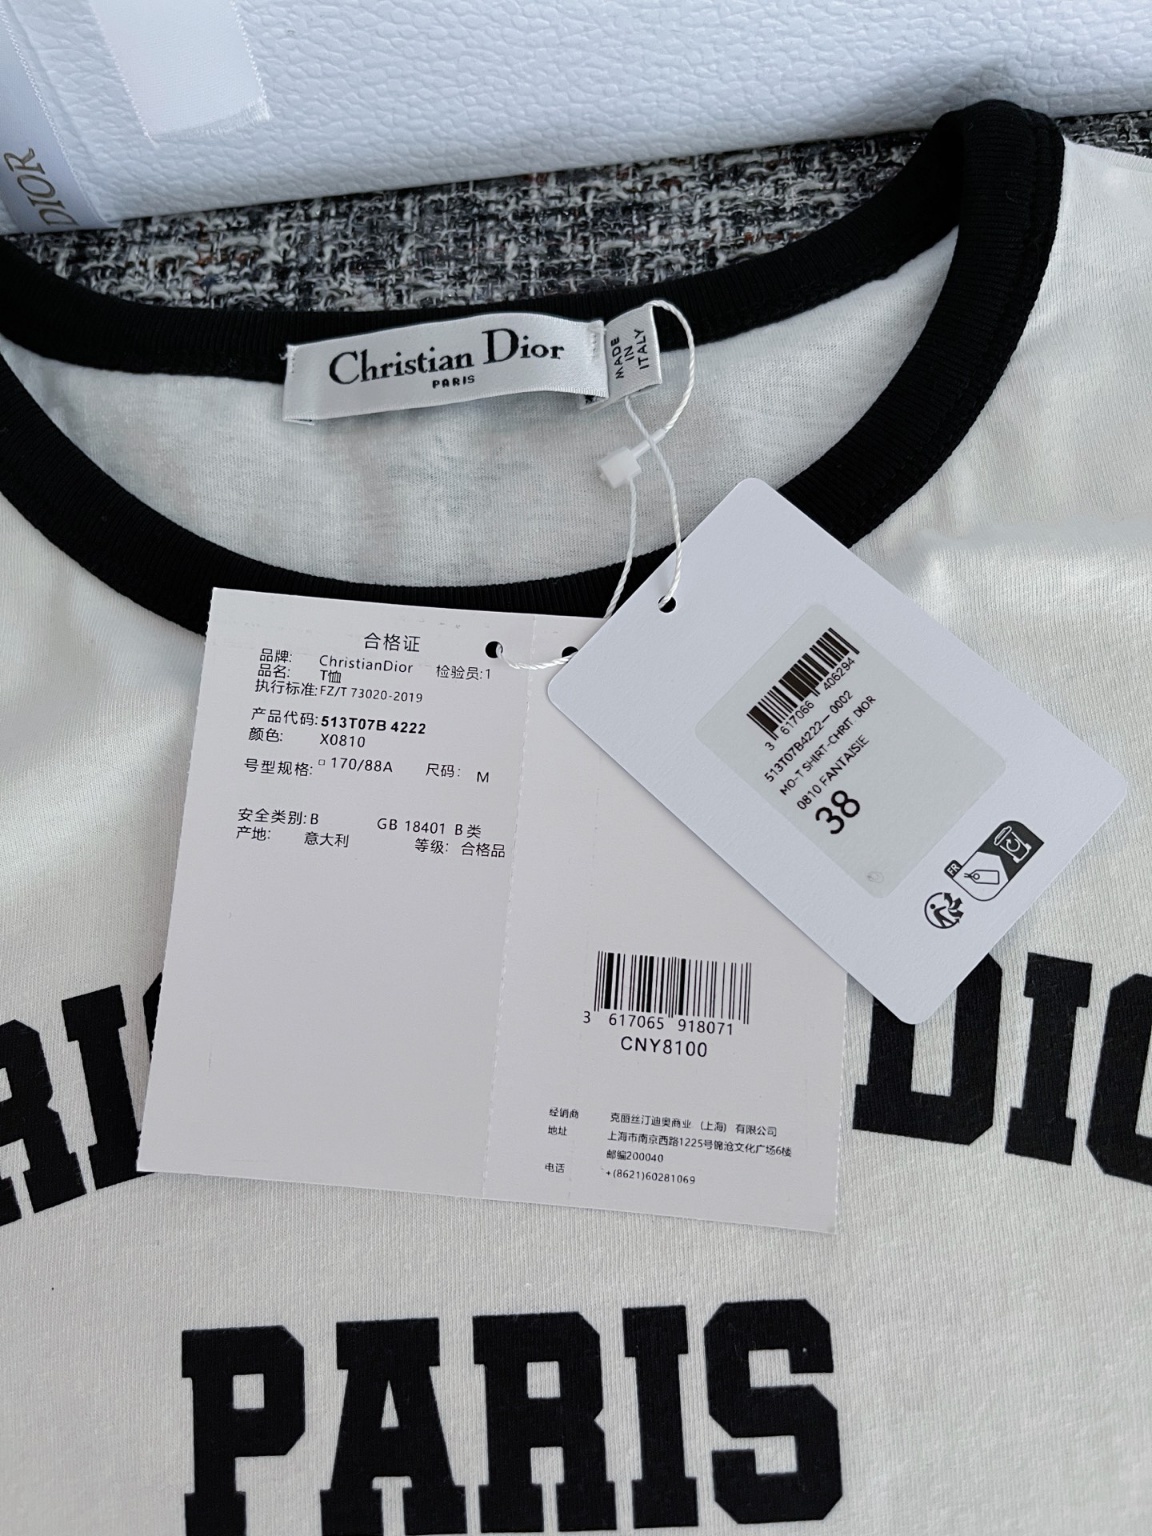 DIOR
Christian Dior
PARIS
MADE
IN
ITALY
合格证
品牌: ChristianDior 检验员:1
品名: T恤
执行标准:FZ/T 73020-2019
产品代码:513T07B 4222
颜色: X0810
号型规格: 170/88A 尺码: M
安全类别:B GB 18401 B 类
产地: 意大利 等级: 合格品
3 617065 918071
CNY8100
经销商 克丽丝汀迪奥商业 (上海) 有限公司
地址 上海市南京西路1225号锦沧文化广场6楼
邮编200040
电话 +(8621)60281069
3 617066 406294
513T07B4222— 0002
MO-T SHIRT-CHRIT. DIOR
0810 FANTAISIE
38
FR
RI
DIO
PARIS